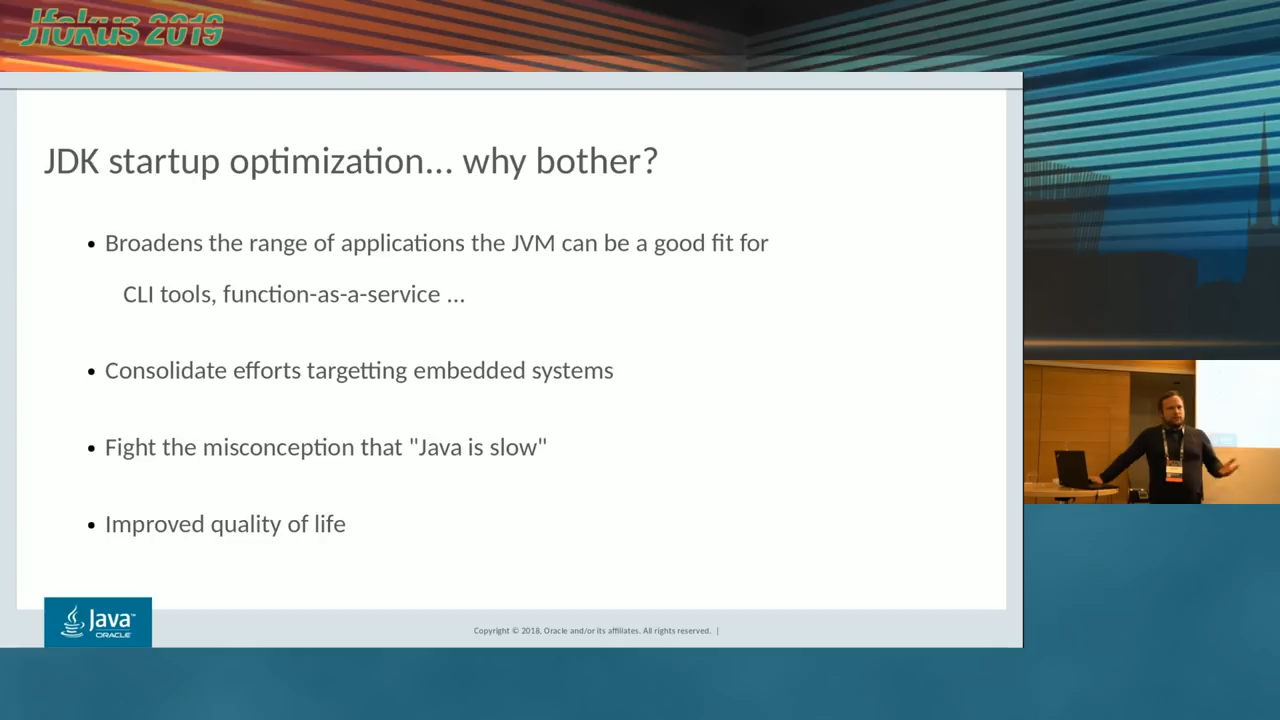 Jfokus 2019
JDK startup optimization... why bother?
• Broadens the range of applications the JVM can be a good fit for
CLI tools, function-as-a-service ...
• Consolidate efforts targetting embedded systems
• Fight the misconception that "Java is slow"
• Improved quality of life
Java™
ORACLE
Copyright © 2018, Oracle and/or its affiliates. All rights reserved. |